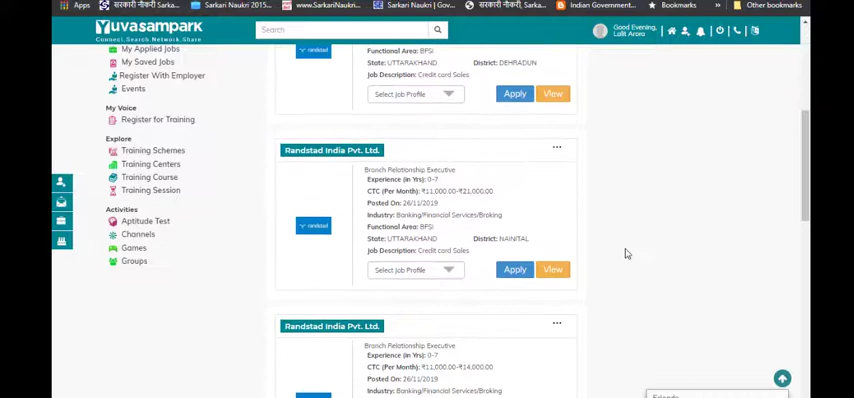 Apps
Sarkari Naukri 2015...
www.SarkariNaukri...
Sarkari Naukri | Gov...
सरकारी नौकरी, Sarka...
Indian Government...
Bookmarks
»
Other bookmarks
Yuvasampark
Connect.Search.Network.Share
Search
Good Evening,
Lalit Arora
My Applied Jobs
My Saved Jobs
Register With Employer
Events
My Voice
Register for Training
Explore
Training Schemes
Training Centers
Training Course
Training Session
Activities
Aptitude Test
Channels
Games
Groups
randstad
Functional Area: BFSI
State: UTTARAKHAND District: DEHRADUN
Job Description: Credit card Sales
Select Job Profile
Apply
View
Randstad India Pvt. Ltd.
...
Branch Relationship Executive
Experience (in Yrs): 0-7
CTC (Per Month): ₹11,000.00-₹21,000.00
Posted On: 26/11/2019
Industry: Banking/Financial Services/Broking
randstad
Functional Area: BFSI
State: UTTARAKHAND District: NAINITAL
Job Description: Credit card Sales
Select Job Profile
Apply
View
Randstad India Pvt. Ltd.
...
Branch Relationship Executive
Experience (in Yrs): 0-7
CTC (Per Month): ₹11,000.00-₹14,000.00
Posted On: 26/11/2019
Industry: Banking/Financial Services/Broking
Friends